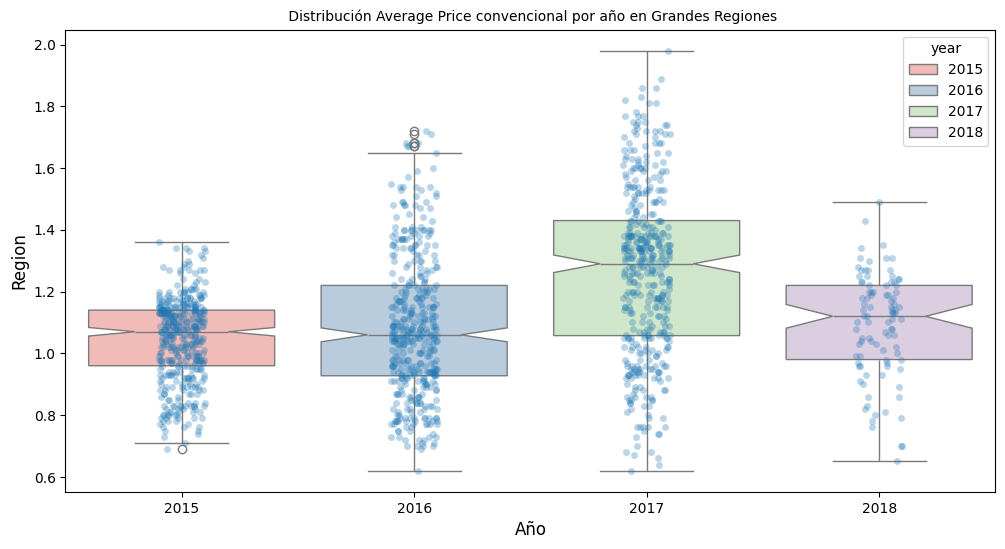 Distribución Average Price convencional por año en Grandes Regiones
year
2015
2016
2017
2018
Region
2.0
1.8
1.6
1.4
1.2
1.0
0.8
0.6
2015 2016 2017 2018
Año